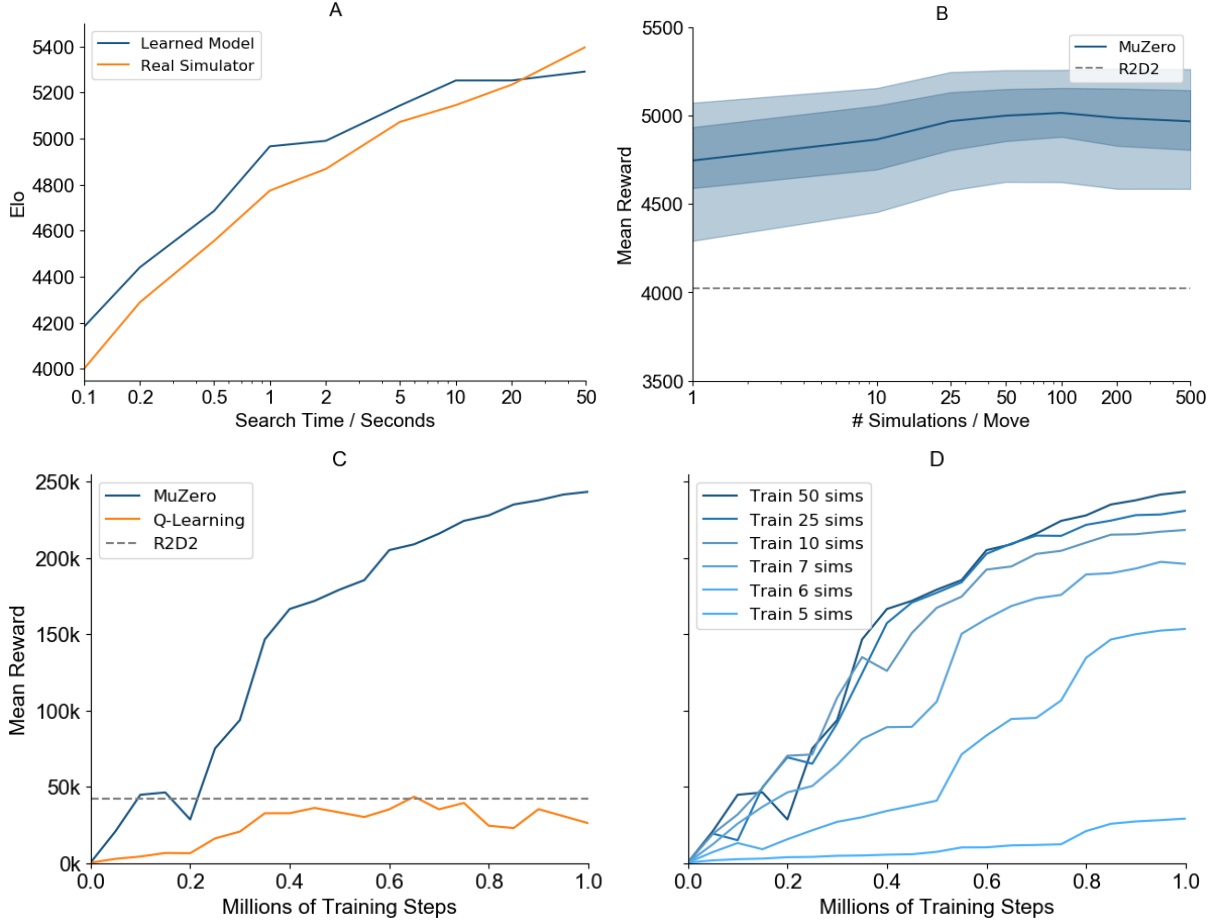 A
Learned Model
Real Simulator
5400
5200
5000
4800
4600
4400
4200
4000
Elo
0.1 0.2 0.5 1 2 5 10 20 50
Search Time / Seconds
B
MuZero
R2D2
5500
5000
4500
4000
3500
Mean Reward
1 10 25 50 100 200 500
# Simulations / Move
C
MuZero
Q-Learning
R2D2
250k
200k
150k
100k
50k
0k
Mean Reward
0.0 0.2 0.4 0.6 0.8 1.0
Millions of Training Steps
D
Train 50 sims
Train 25 sims
Train 10 sims
Train 7 sims
Train 6 sims
Train 5 sims
0.0 0.2 0.4 0.6 0.8 1.0
Millions of Training Steps